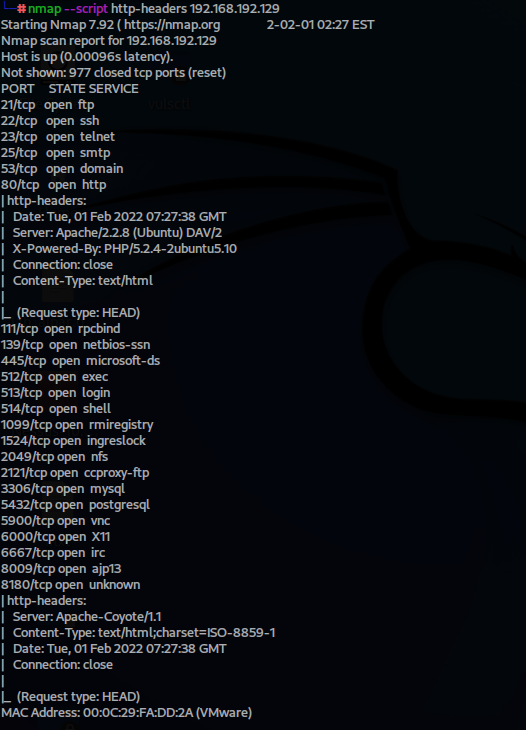 # nmap --script http-headers 192.168.192.129
Starting Nmap 7.92 ( https://nmap.org 2-02-01 02:27 EST
Nmap scan report for 192.168.192.129
Host is up (0.00096s latency).
Not shown: 977 closed tcp ports (reset)
PORT STATE SERVICE
21/tcp open ftp
22/tcp open ssh
23/tcp open telnet
25/tcp open smtp
53/tcp open domain
80/tcp open http
| http-headers:
| Date: Tue, 01 Feb 2022 07:27:38 GMT
| Server: Apache/2.2.8 (Ubuntu) DAV/2
| X-Powered-By: PHP/5.2.4-2ubuntu5.10
| Connection: close
| Content-Type: text/html
|
|_ (Request type: HEAD)
111/tcp open rpcbind
139/tcp open netbios-ssn
445/tcp open microsoft-ds
512/tcp open exec
513/tcp open login
514/tcp open shell
1099/tcp open rmiregistry
1524/tcp open ingreslock
2049/tcp open nfs
2121/tcp open ccproxy-ftp
3306/tcp open mysql
5432/tcp open postgresql
5900/tcp open vnc
6000/tcp open X11
6667/tcp open irc
8009/tcp open ajp13
8180/tcp open unknown
| http-headers:
| Server: Apache-Coyote/1.1
| Content-Type: text/html;charset=ISO-8859-1
| Date: Tue, 01 Feb 2022 07:27:38 GMT
| Connection: close
|
|_ (Request type: HEAD)
MAC Address: 00:0C:29:FA:DD:2A (VMware)